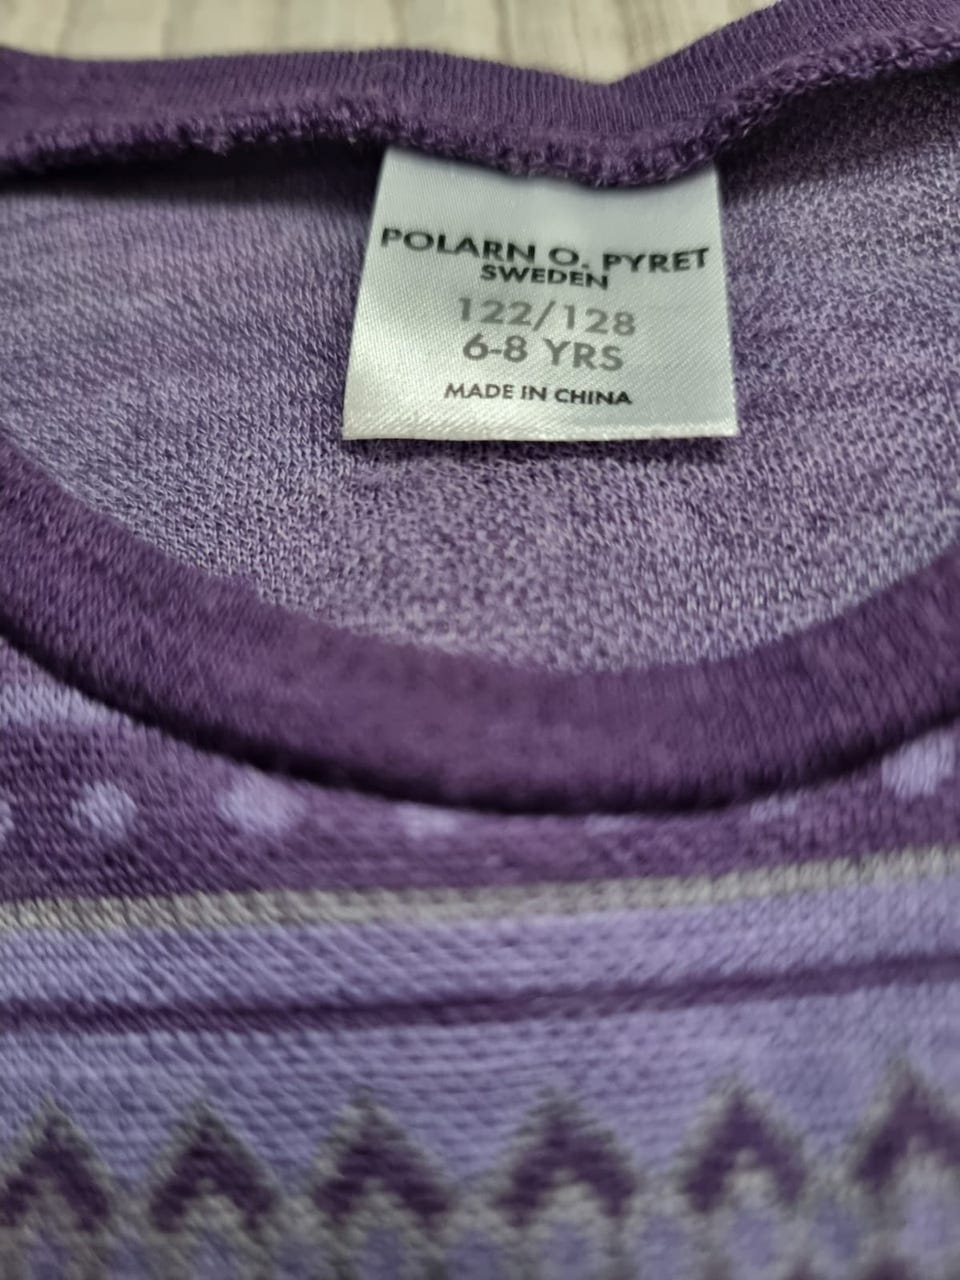 POLARN O. PYRET
SWEDEN
122/128
6-8 YRS
MADE IN CHINA